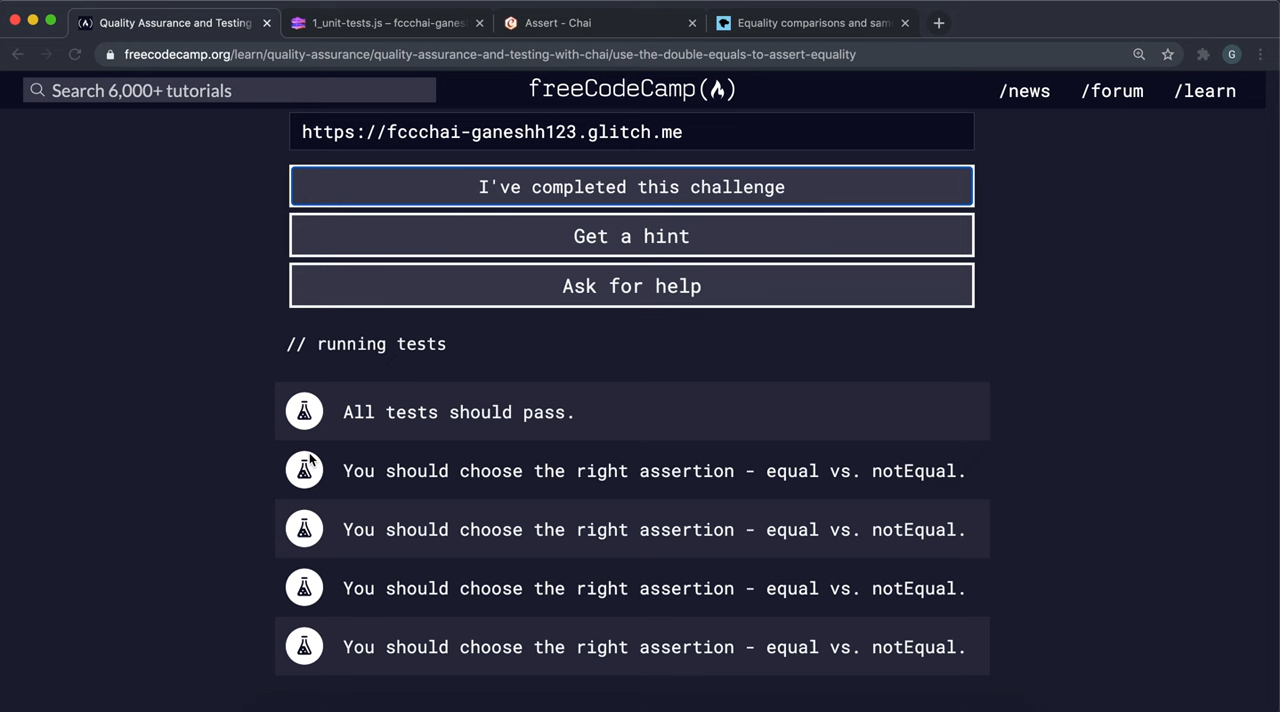 Quality Assurance and Testing
1_unit-tests.js – fccchai-ganesh
Assert - Chai
Equality comparisons and sam
freecodecamp.org/learn/quality-assurance/quality-assurance-and-testing-with-chai/use-the-double-equals-to-assert-equality
G
Search 6,000+ tutorials
freeCodeCamp
/news
/forum
/learn
https://fccchai-ganeshh123.glitch.me
I've completed this challenge
Get a hint
Ask for help
// running tests
All tests should pass.
You should choose the right assertion - equal vs. notEqual.
You should choose the right assertion - equal vs. notEqual.
You should choose the right assertion - equal vs. notEqual.
You should choose the right assertion - equal vs. notEqual.